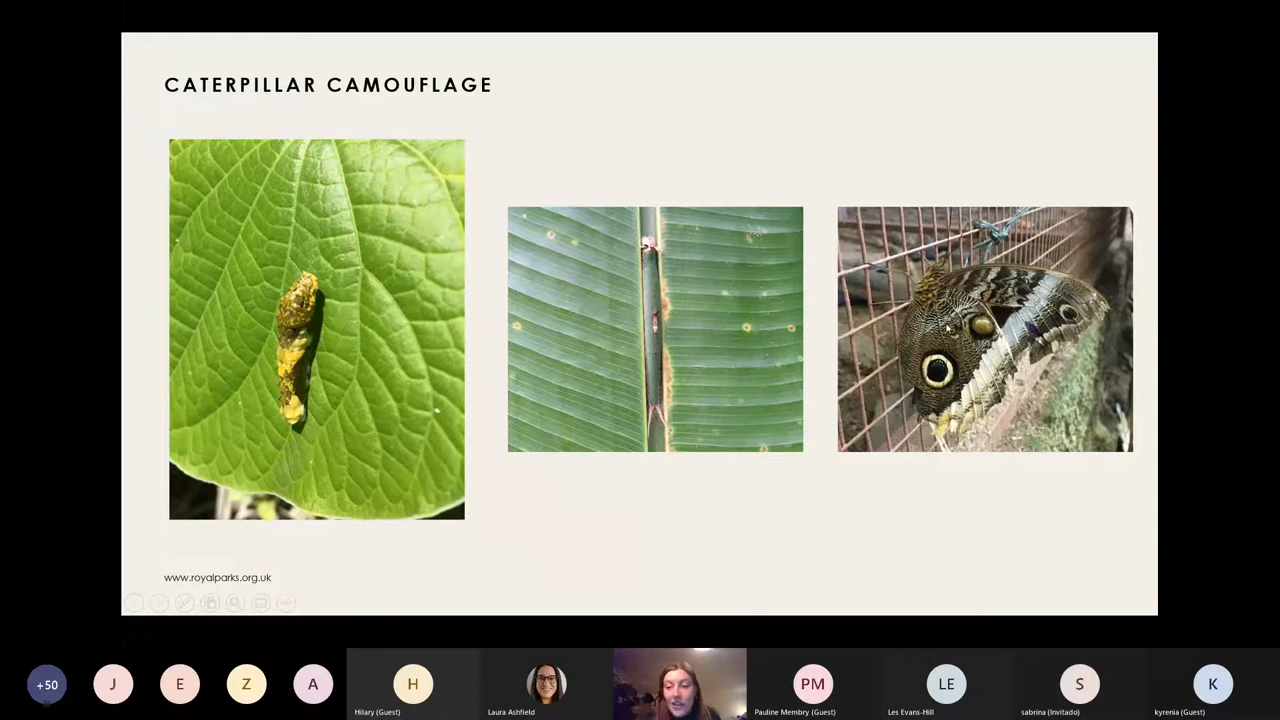 CATERPILLAR CAMOUFLAGE
www.royalparks.org.uk
+50
J
E
Z
A
H
Hilary (Guest)
Laura Ashfield
PM
Pauline Membry (Guest)
LE
Les Evans-Hill
S
sabrina (Invitado)
K
kyrenia (Guest)